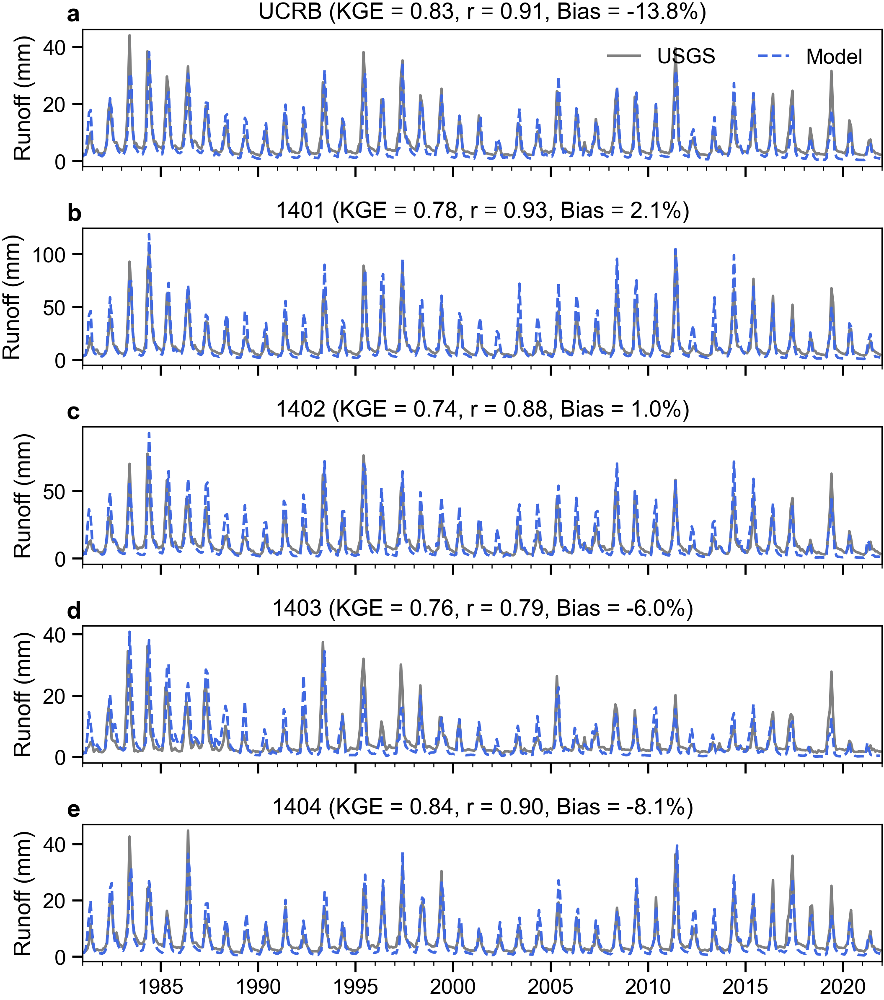 a
UCRB (KGE = 0.83, r = 0.91, Bias = -13.8%)
Runoff (mm)
40
20
0
USGS
Model
b
1401 (KGE = 0.78, r = 0.93, Bias = 2.1%)
Runoff (mm)
100
50
0
c
1402 (KGE = 0.74, r = 0.88, Bias = 1.0%)
Runoff (mm)
50
0
d
1403 (KGE = 0.76, r = 0.79, Bias = -6.0%)
Runoff (mm)
40
20
0
e
1404 (KGE = 0.84, r = 0.90, Bias = -8.1%)
Runoff (mm)
40
20
0
1985 1990 1995 2000 2005 2010 2015 2020